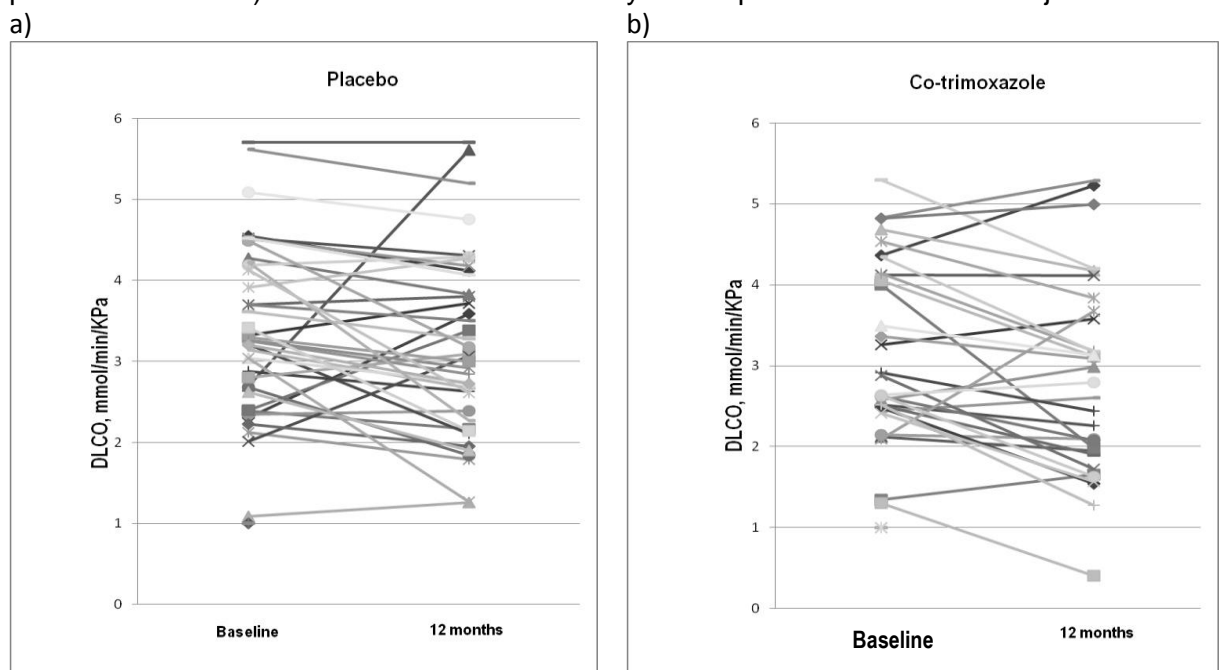 a)
b)
Placebo
6
5
4
3
2
1
0
DLCO, mmol/min/KPa
Baseline
12 months
Co-trimoxazole
6
5
4
3
2
1
0
DLCO, mmol/min/KPa
Baseline
12 months